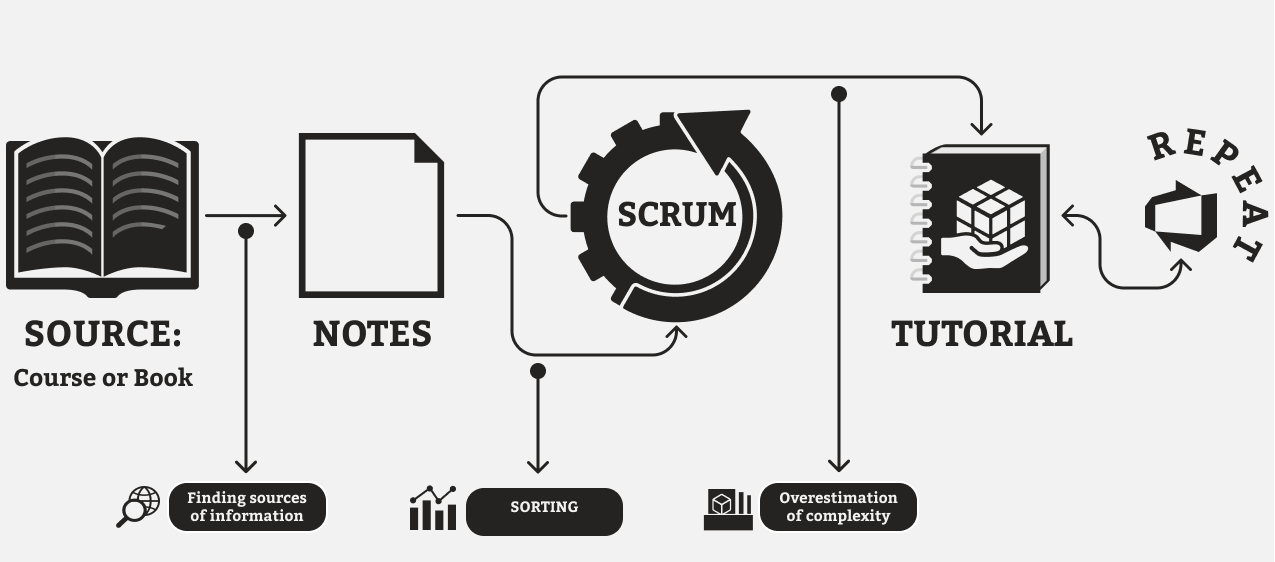 REPEAT
SCRUM
SOURCE:
Course or Book
NOTES
TUTORIAL
Finding sources
of information
SORTING
Overestimation
of complexity